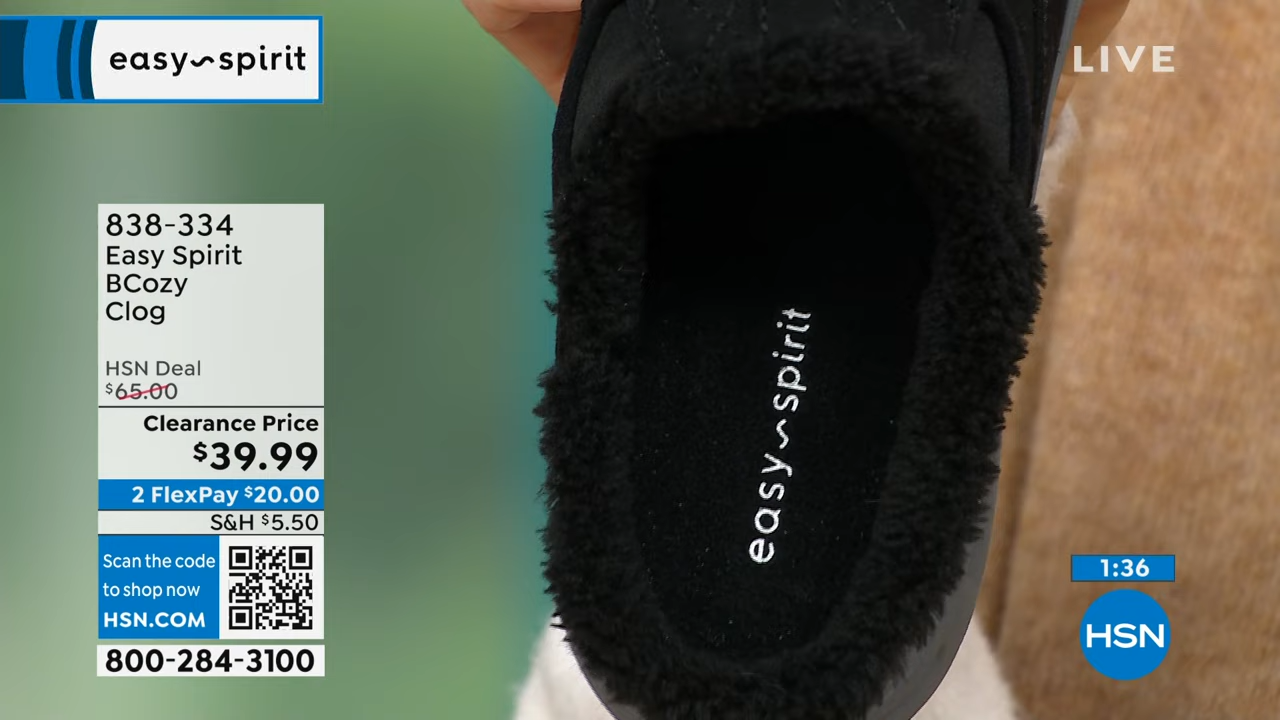 easy~spirit
LIVE
838-334
Easy Spirit
BCozy
Clog
HSN Deal
$65.00
Clearance Price
$39.99
2 FlexPay $20.00
S&H $5.50
Scan the code
to shop now
HSN.COM
800-284-3100
easy~spirit
1:36
HSN